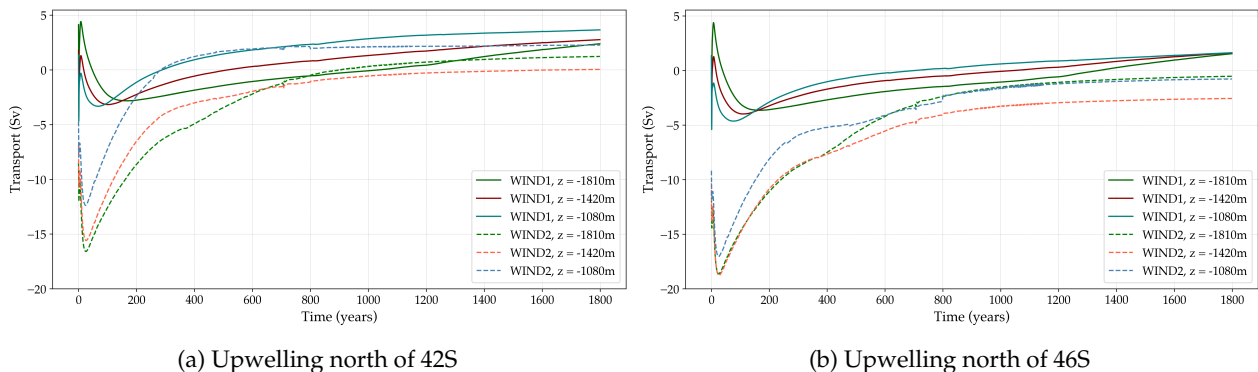 5
0
−5
−10
−15
−20
Transport (Sv)
WIND1, z = -1810m
WIND1, z = -1420m
WIND1, z = -1080m
WIND2, z = -1810m
WIND2, z = -1420m
WIND2, z = -1080m
0 200 400 600 800 1000 1200 1400 1600 1800
Time (years)
(a) Upwelling north of 42S
5
0
−5
−10
−15
−20
Transport (Sv)
WIND1, z = -1810m
WIND1, z = -1420m
WIND1, z = -1080m
WIND2, z = -1810m
WIND2, z = -1420m
WIND2, z = -1080m
0 200 400 600 800 1000 1200 1400 1600 1800
Time (years)
(b) Upwelling north of 46S